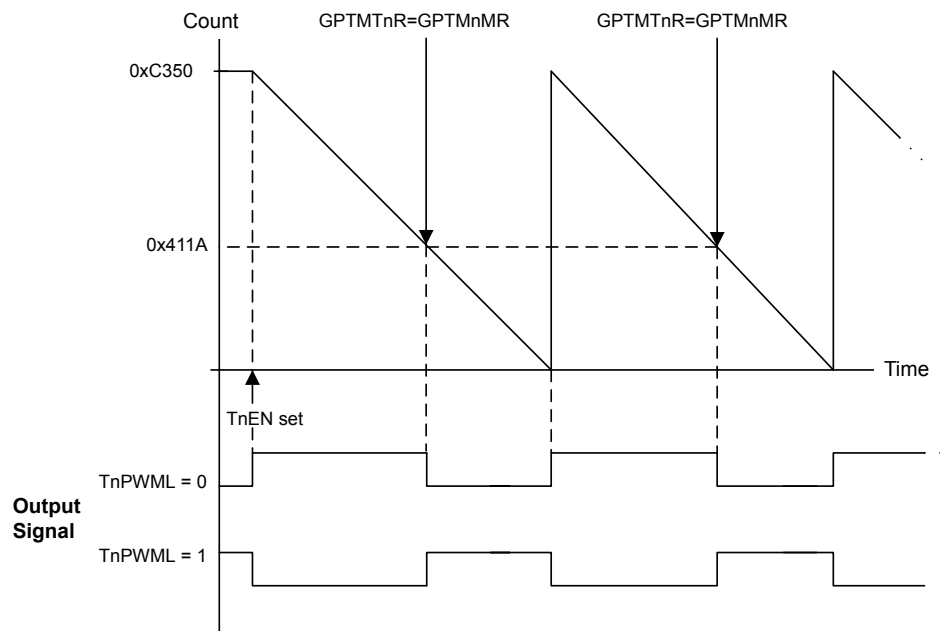 Count
GPTMTnR=GPTMnMR
GPTMTnR=GPTMnMR
0xC350
0x411A
Time
TnEN set
TnPWML = 0
Output
Signal
TnPWML = 1